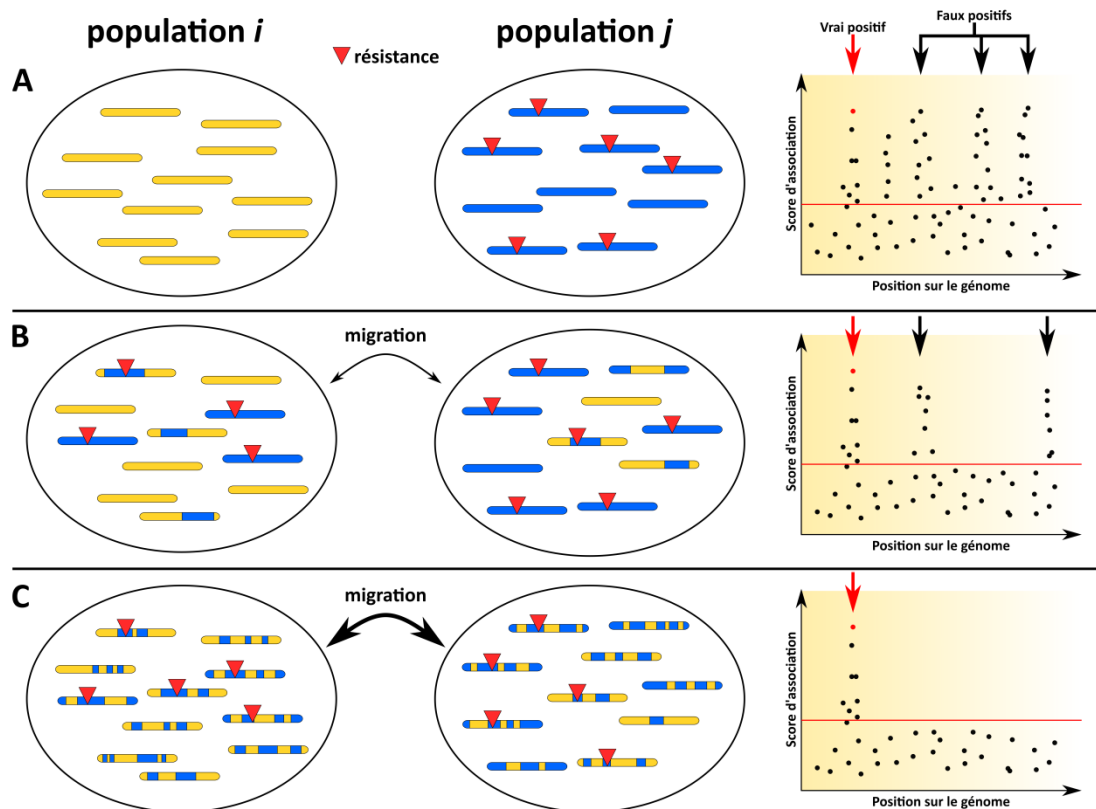 population i
population j
résistance
Vrai positif
Faux positifs
A
Score d'association
Position sur le génome
B
migration
Score d'association
Position sur le génome
C
migration
Score d'association
Position sur le génome